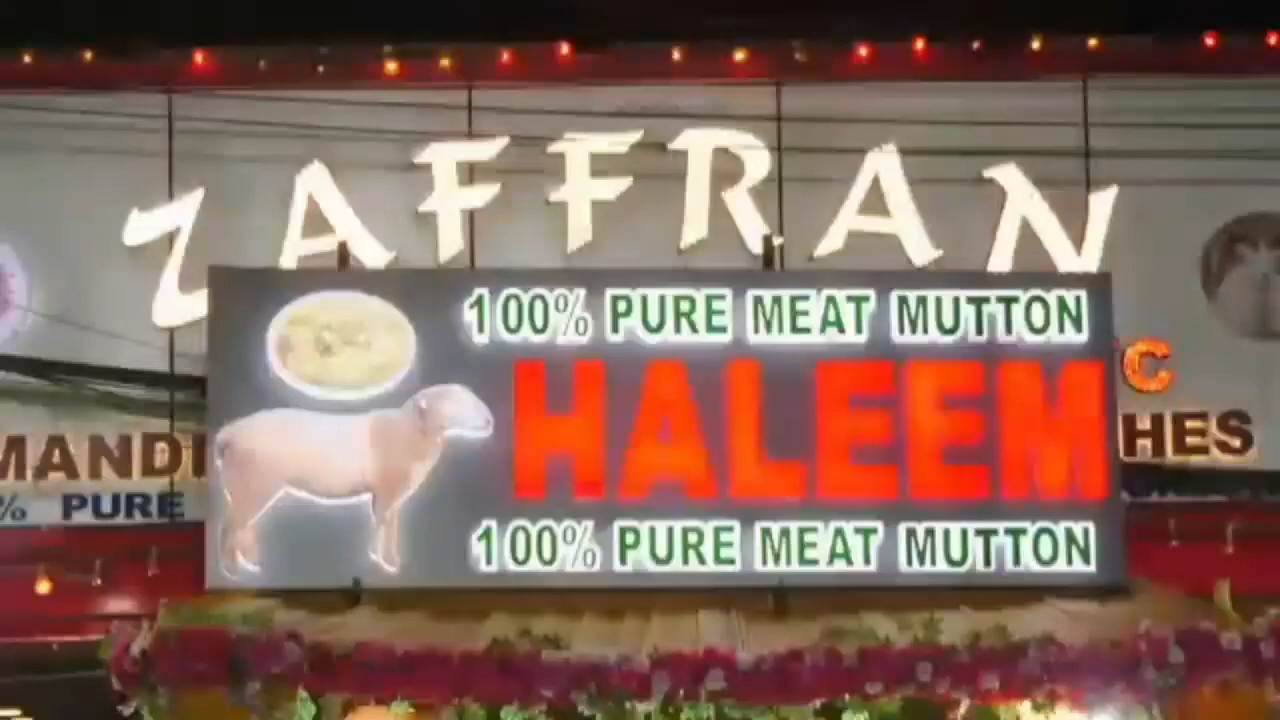 ZAFFRAN
100% PURE MEAT MUTTON
HALEEM
C
MANDI
HES
% PURE
100% PURE MEAT MUTTON